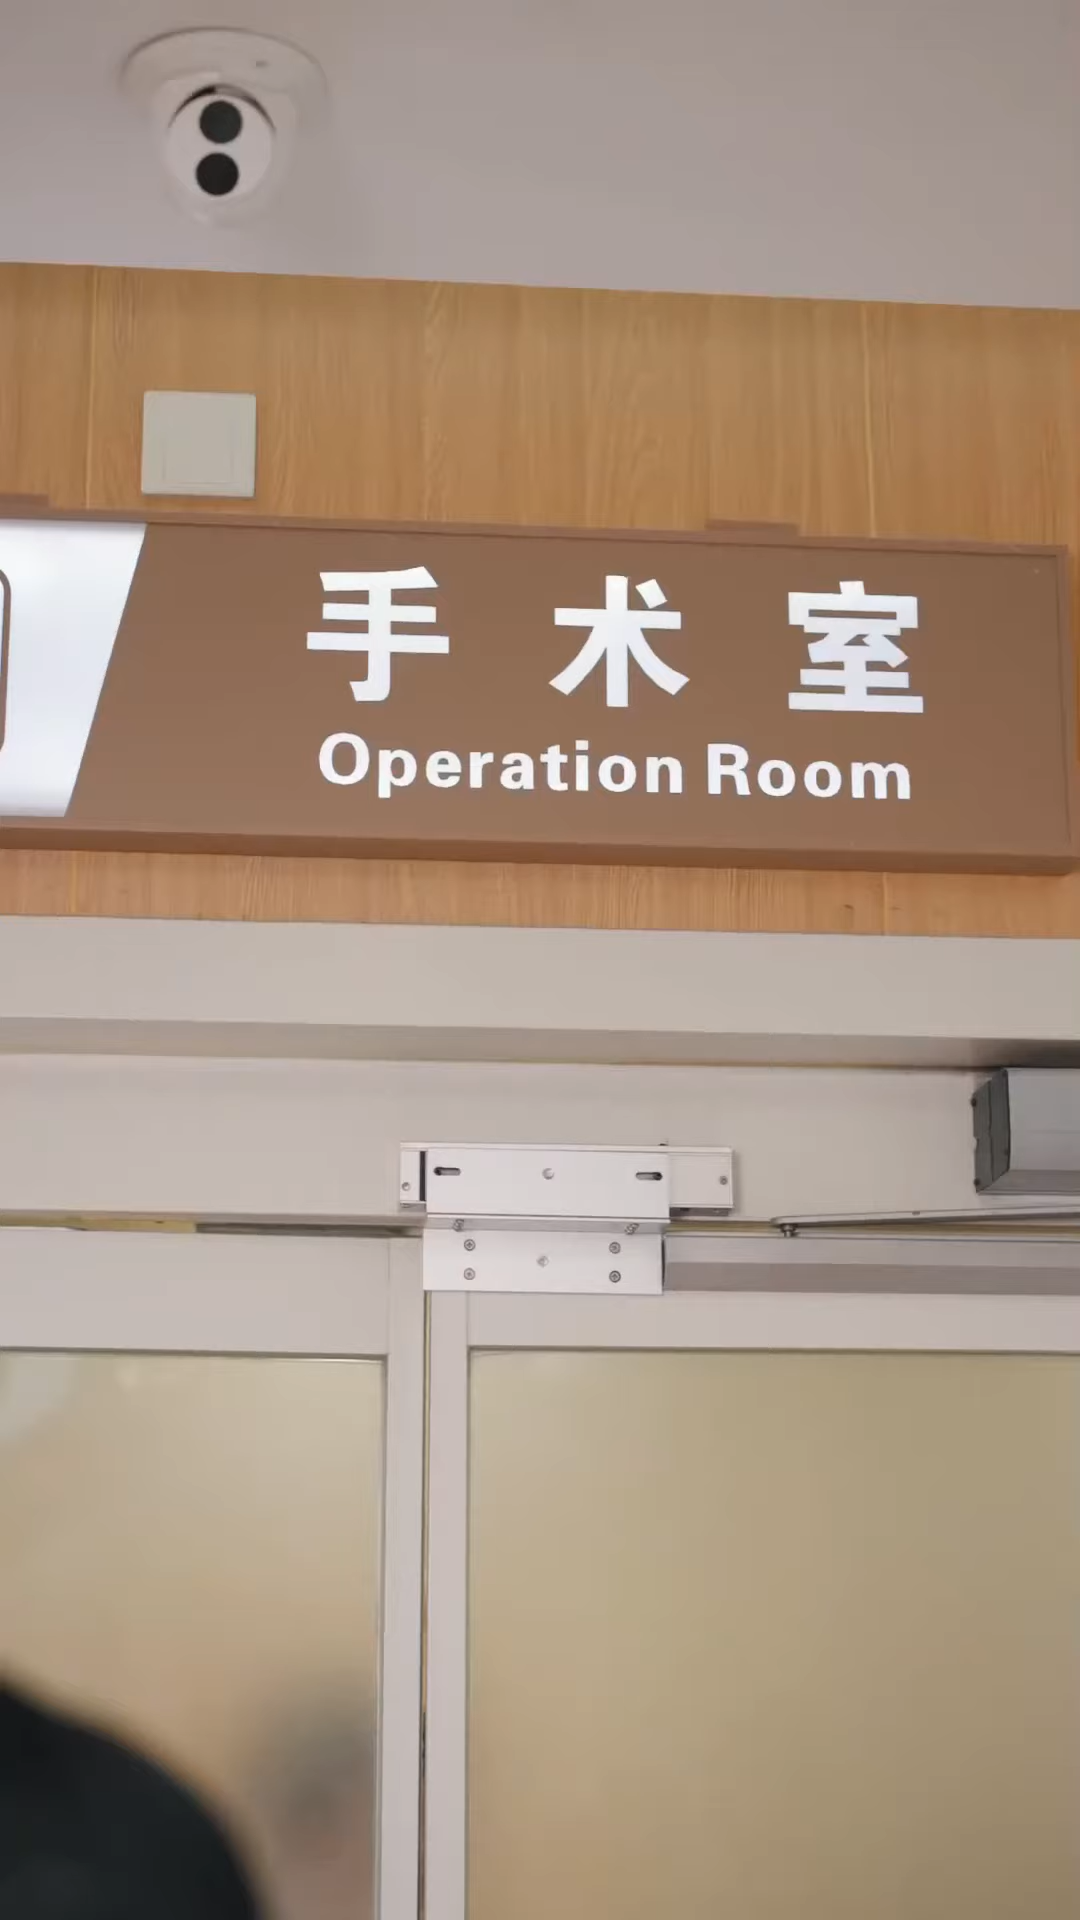 手术室
Operation Room